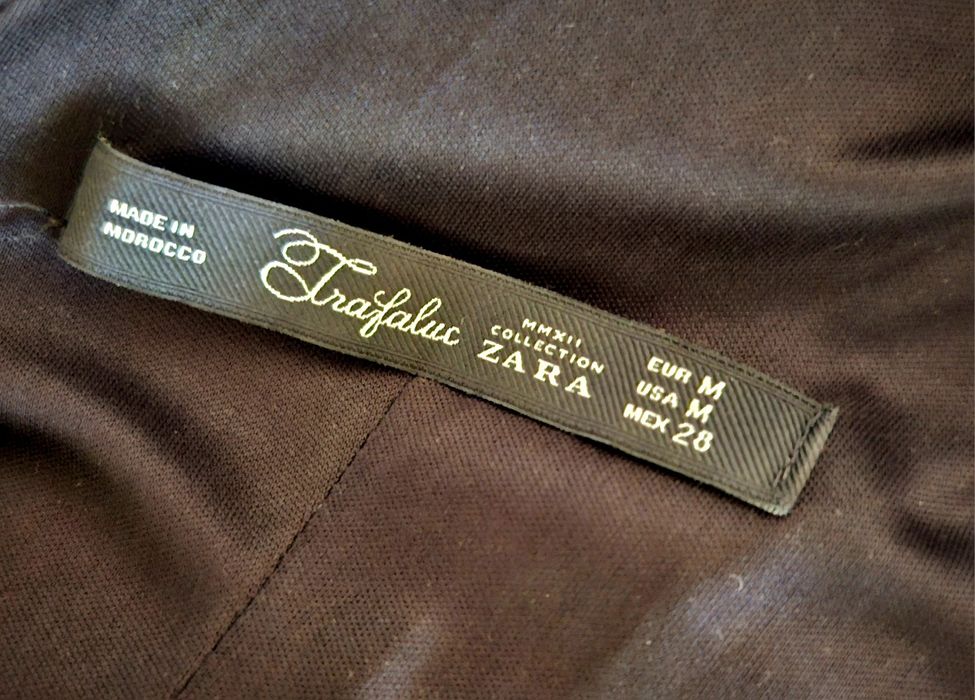 MADE IN
MOROCCO
Trafaluc
MMXII
COLLECTION
ZARA
EUR M
USA M
MEX 28